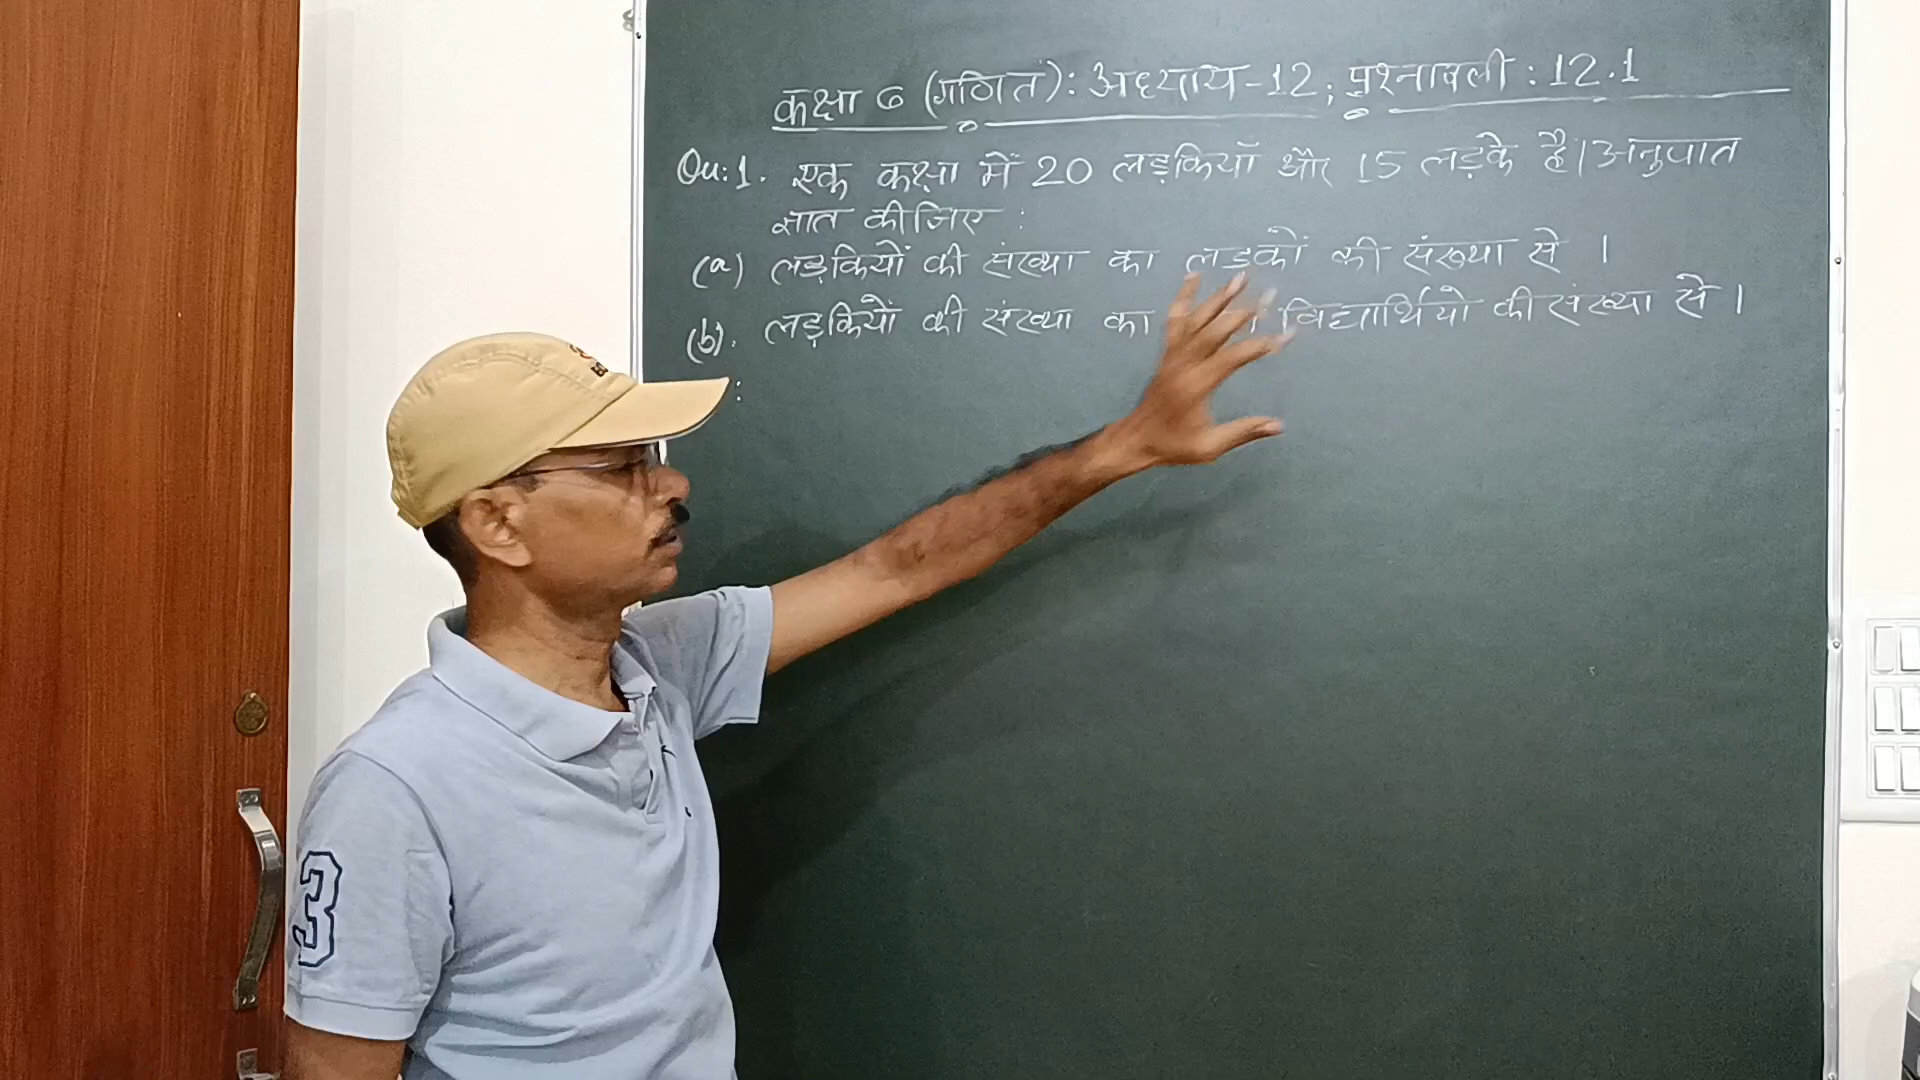 कक्षा 6 (गणित): अध्याय-12; प्रश्नावली: 12.1
Qu:1. एक कक्षा में 20 लड़कियाँ और 15 लड़के है। अनुपात
ज्ञात कीजिए :
(a) लड़कियों की संख्या का लड़कों की संख्या से ।
(b). लड़कियों की संख्या का विद्यार्थियो की संख्या से ।
3